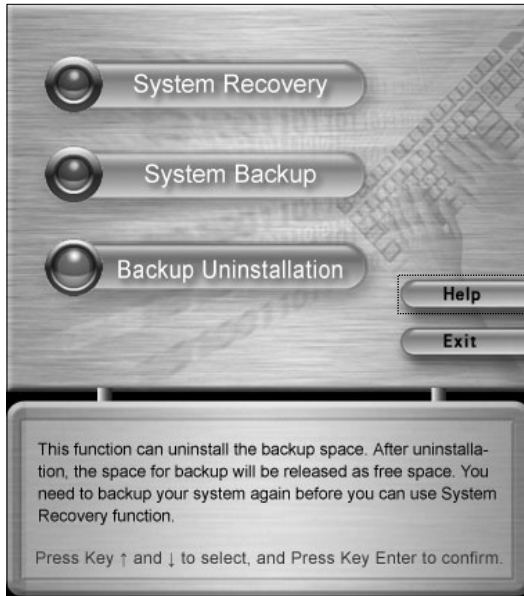 System Recovery
System Backup
Backup Uninstallation
Help
Exit
This function can uninstall the backup space. After uninstalla-
tion, the space for backup will be released as free space. You
need to backup your system again before you can use System
Recovery function.
Press Key ↑ and ↓ to select, and Press Key Enter to confirm.